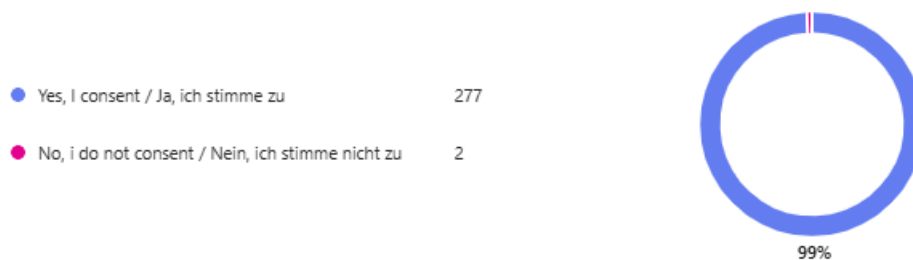 Yes, I consent / Ja, ich stimme zu 277
No, i do not consent / Nein, ich stimme nicht zu 2
99%